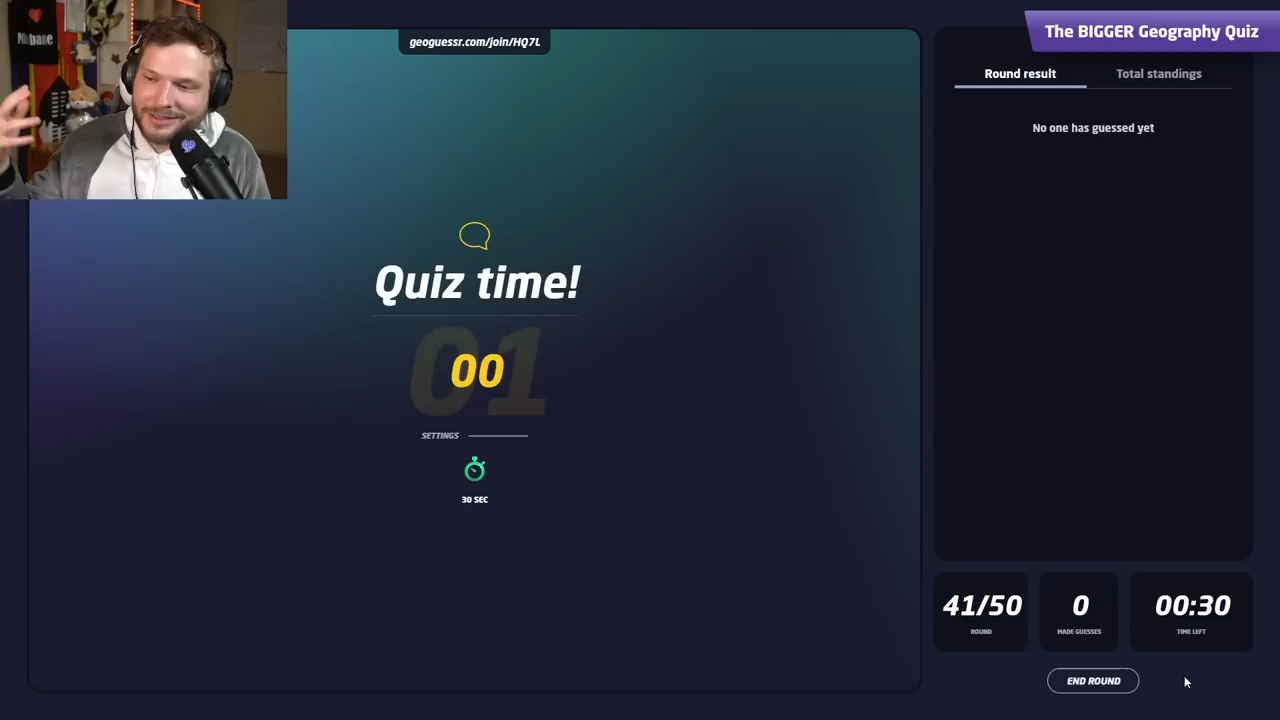 geoguessr.com/join/HQ7L
The BIGGER Geography Quiz
Round result
Total standings
No one has guessed yet
Quiz time!
01
00
SETTINGS
30 SEC
41/50
ROUND
0
MADE GUESSES
00:30
TIME LEFT
END ROUND